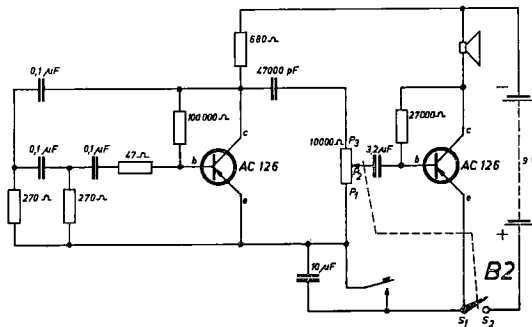 680 Ω
0,1 µF
47000 pF
100000 Ω
27000 Ω
c
c
0,1 µF
0,1 µF
47 Ω
b
AC 126
10000 Ω
P3
3,2 µF
P2
b
AC 126
P1
9
270 Ω
270 Ω
e
e
10 µF
B2
S1
S2
−
+